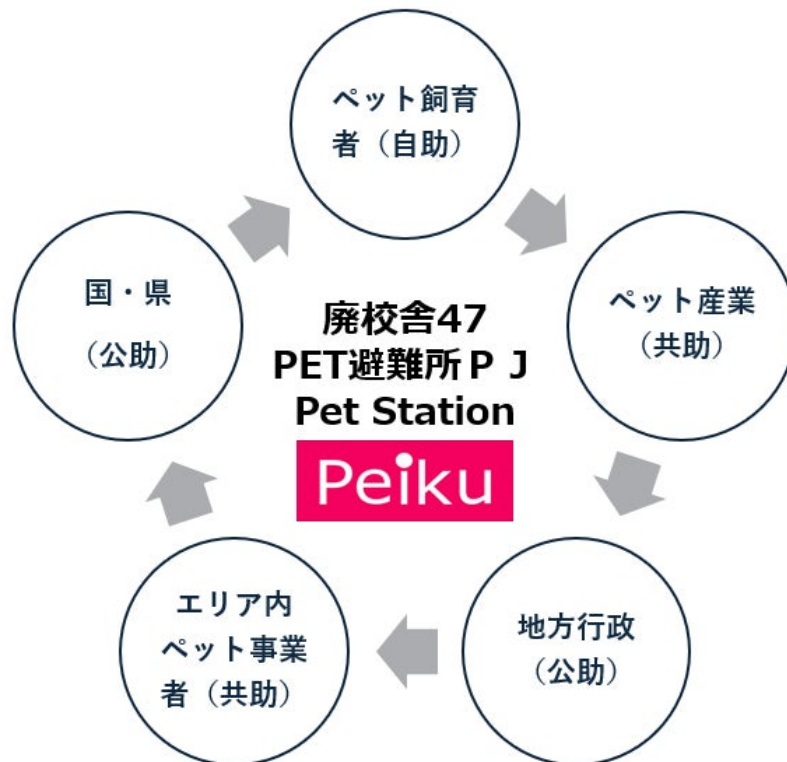 ペット飼育
者（自助）
ペット産業
（共助）
地方行政
（公助）
エリア内
ペット事業
者（共助）
国・県
（公助）
廃校舎47
PET避難所ＰＪ
Pet Station
Peiku